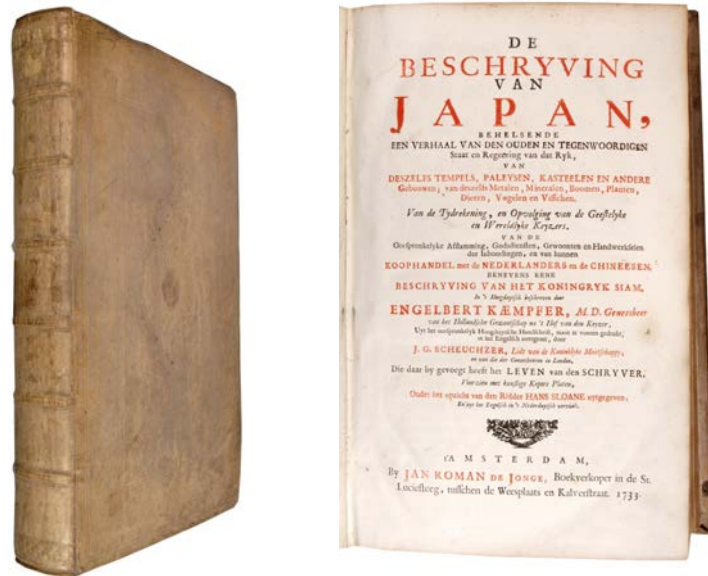 DE
BESCHRYVING
VAN
JAPAN,
BEHELSENDE
EEN VERHAAL VAN DEN OUDEN EN TEGENWOORDIGEN
Staat en Regeering van dat Ryk,
VAN
DESZELFS TEMPELS, PALEYSEN, KASTEELEN EN ANDERE
Gebouwen; van deszelfs Metalen, Mineralen, Boomen, Planten,
Dieren, Vogelen en Visschen.
Van de Tydrekening, en Opvolging van de Geestelyke
en Wereldlyke Keyzers.
VAN DE
Oorspronkelyke Afstamming, Godsdiensten, Gewoonten en Handwerkselen
der Inboorlingen, en van hunnen
KOOPHANDEL met de NEDERLANDERS en de CHINEESEN.
BENEVENS EENE
BESCHRYVING VAN HET KONINGRYK SIAM.
In 't Hoogduytsch beschreven door
ENGELBERT KÆMPFER, M.D. Geneesheer
van het Hollandsche Gezantschap na 't Hof van den Keyzer,
Uyt het oorspronkelyk Hoogduytsche Handschrift, nooit te vooren gedrukt,
in het Engelsch overgezet, door
J. G. SCHEUCHZER, Lidt van de Koninklyke Maatschappy,
en van die der Geneesheeren in Londen.
Die daar by gevoegt heeft het LEVEN van den SCHRYVER.
Voorzien met kunstige Kopere Platen,
Onder het opzicht van den Ridder HANS SLOANE uytgegeven,
En uyt het Engelsch in 't Nederduytsch vertaalt.
t'AMSTERDAM,
By JAN ROMAN DE JONGE, Boekverkoper in de St.
Luciesteeg, tusschen de Weesplaats en Kalverstraat. 1733.